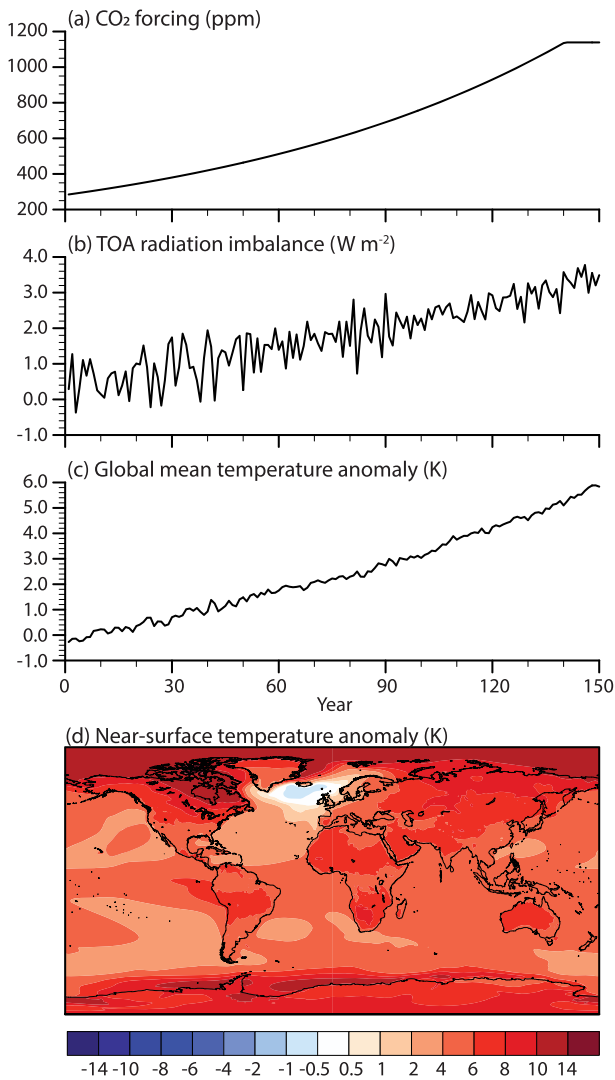 (a) CO₂ forcing (ppm)
1200
1000
800
600
400
200
(b) TOA radiation imbalance (W m⁻²)
4.0
3.0
2.0
1.0
0.0
-1.0
(c) Global mean temperature anomaly (K)
6.0
5.0
4.0
3.0
2.0
1.0
0.0
-1.0
0 30 60 90 120 150
Year
(d) Near-surface temperature anomaly (K)
-14 -10 -8 -6 -4 -2 -1 -0.5 0.5 1 2 4 6 8 10 14